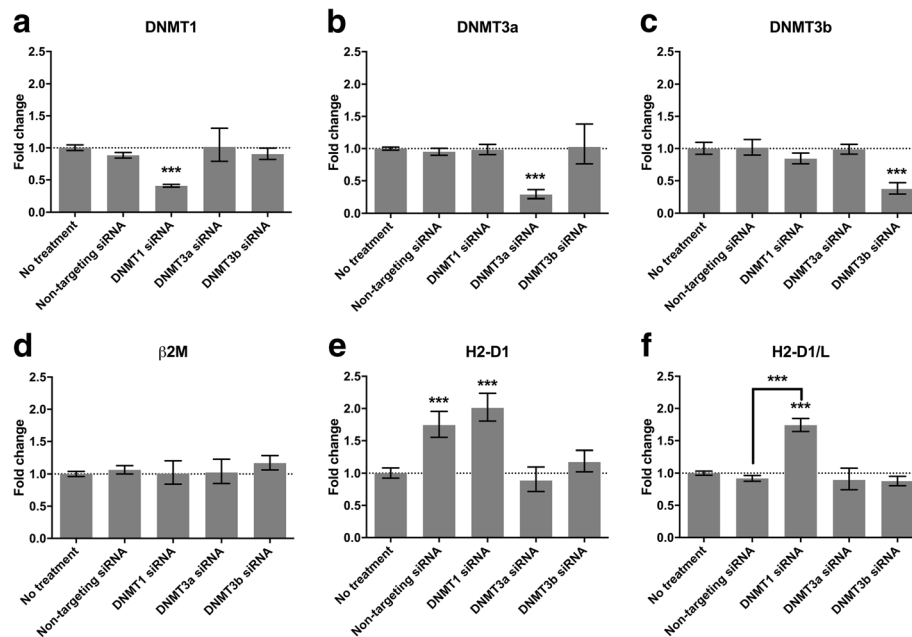 a
DNMT1
Fold change
2.5
2.0
1.5
1.0
0.5
0.0
***
No treatment
Non-targeting siRNA
DNMT1 siRNA
DNMT3a siRNA
DNMT3b siRNA
b
DNMT3a
Fold change
2.5
2.0
1.5
1.0
0.5
0.0
***
No treatment
Non-targeting siRNA
DNMT1 siRNA
DNMT3a siRNA
DNMT3b siRNA
c
DNMT3b
Fold change
2.5
2.0
1.5
1.0
0.5
0.0
***
No treatment
Non-targeting siRNA
DNMT1 siRNA
DNMT3a siRNA
DNMT3b siRNA
d
β2M
Fold change
2.5
2.0
1.5
1.0
0.5
0.0
No treatment
Non-targeting siRNA
DNMT1 siRNA
DNMT3a siRNA
DNMT3b siRNA
e
H2-D1
Fold change
2.5
2.0
1.5
1.0
0.5
0.0
***
***
No treatment
Non-targeting siRNA
DNMT1 siRNA
DNMT3a siRNA
DNMT3b siRNA
f
H2-D1/L
Fold change
2.5
2.0
1.5
1.0
0.5
0.0
***
***
No treatment
Non-targeting siRNA
DNMT1 siRNA
DNMT3a siRNA
DNMT3b siRNA